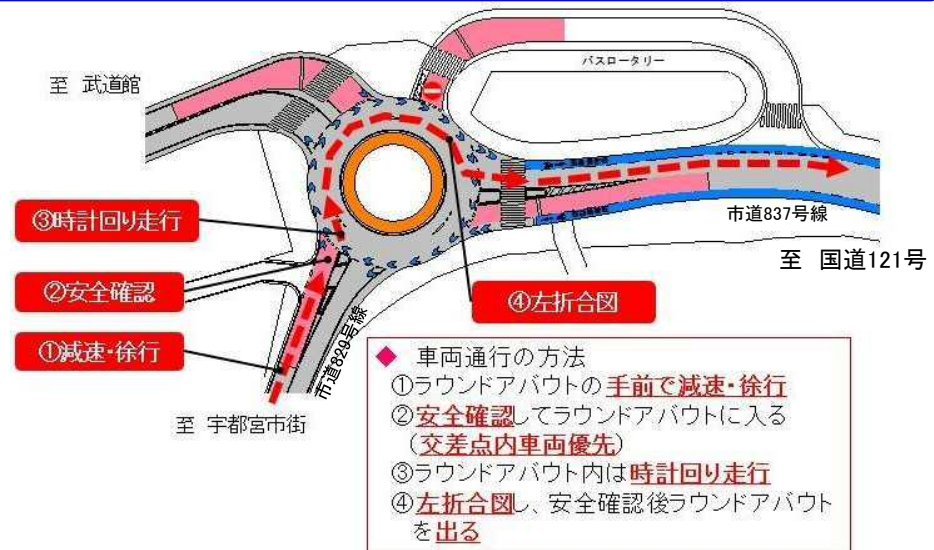 バスロータリー
至 武道館
③時計回り走行
市道837号線
至 国道121号
②安全確認
④左折合図
①減速・徐行
市道829号線
至 宇都宮市街
◆ 車両通行の方法
①ラウンドアバウトの手前で減速・徐行
②安全確認してラウンドアバウトに入る
(交差点内車両優先)
③ラウンドアバウト内は時計回り走行
④左折合図し、安全確認後ラウンドアバウト
を出る